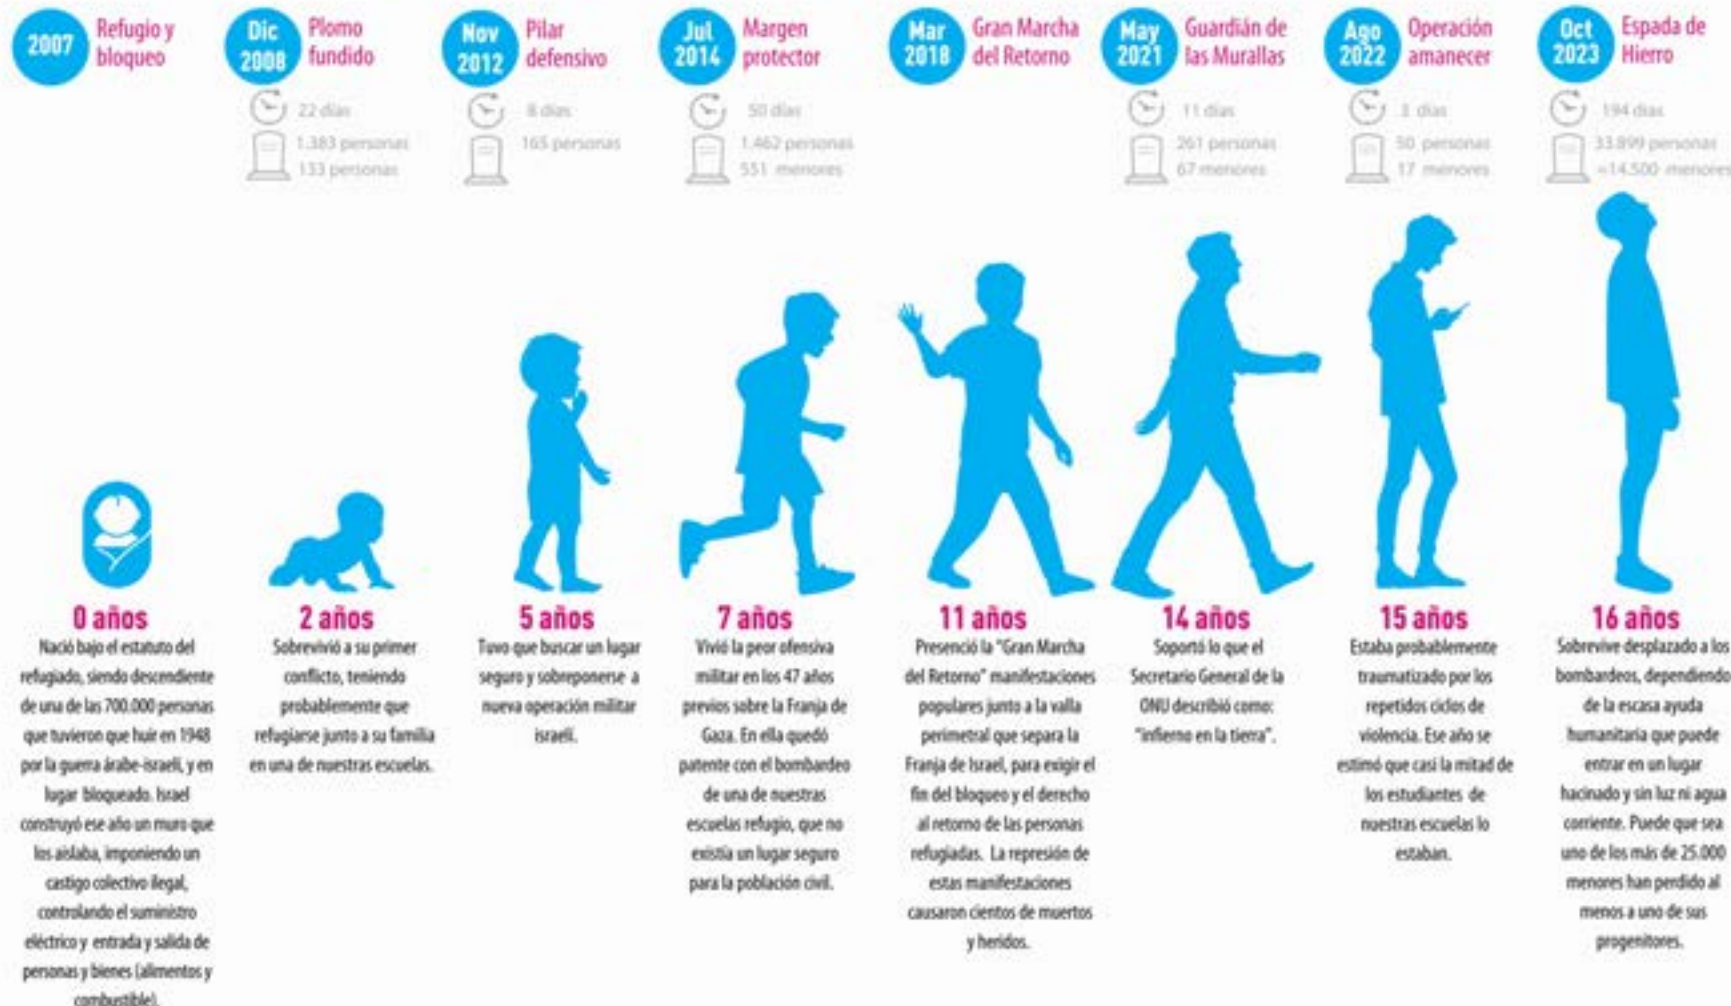 2007
Refugio y
bloqueo
Dic
2008
Plomo
fundido
22 días
1.383 personas
133 personas
Nov
2012
Pilar
defensivo
8 días
165 personas
Jul
2014
Margen
protector
50 días
1.462 personas
551 menores
Mar
2018
Gran Marcha
del Retorno
May
2021
Guardián de
las Murallas
11 días
261 personas
67 menores
Ago
2022
Operación
amanecer
3 días
50 personas
17 menores
Oct
2023
Espada de
Hierro
194 días
33.899 personas
≈14.500 menores
0 años
Nació bajo el estatuto del
refugiado, siendo descendiente
de una de las 700.000 personas
que tuvieron que huir en 1948
por la guerra árabe-israelí, y en
lugar bloqueado. Israel
construyó ese año un muro que
los aislaba, imponiendo un
castigo colectivo ilegal,
controlando el suministro
eléctrico y entrada y salida de
personas y bienes (alimentos y
combustible).
2 años
Sobrevivió a su primer
conflicto, teniendo
probablemente que
refugiarse junto a su familia
en una de nuestras escuelas.
5 años
Tuvo que buscar un lugar
seguro y sobreponerse a
nueva operación militar
israelí.
7 años
Vivió la peor ofensiva
militar en los 47 años
previos sobre la Franja de
Gaza. En ella quedó
patente con el bombardeo
de una de nuestras
escuelas refugio, que no
existía un lugar seguro
para la población civil.
11 años
Presenció la "Gran Marcha
del Retorno" manifestaciones
populares junto a la valla
perimetral que separa la
Franja de Israel, para exigir el
fin del bloqueo y el derecho
al retorno de las personas
refugiadas. La represión de
estas manifestaciones
causaron cientos de muertos
y heridos.
14 años
Soportó lo que el
Secretario General de la
ONU describió como:
"infierno en la tierra".
15 años
Estaba probablemente
traumatizado por los
repetidos ciclos de
violencia. Ese año se
estimó que casi la mitad de
los estudiantes de
nuestras escuelas lo
estaban.
16 años
Sobrevive desplazado a los
bombardeos, dependiendo
de la escasa ayuda
humanitaria que puede
entrar en un lugar
hacinado y sin luz ni agua
corriente. Puede que sea
uno de los más de 25.000
menores han perdido al
menos a uno de sus
progenitores.